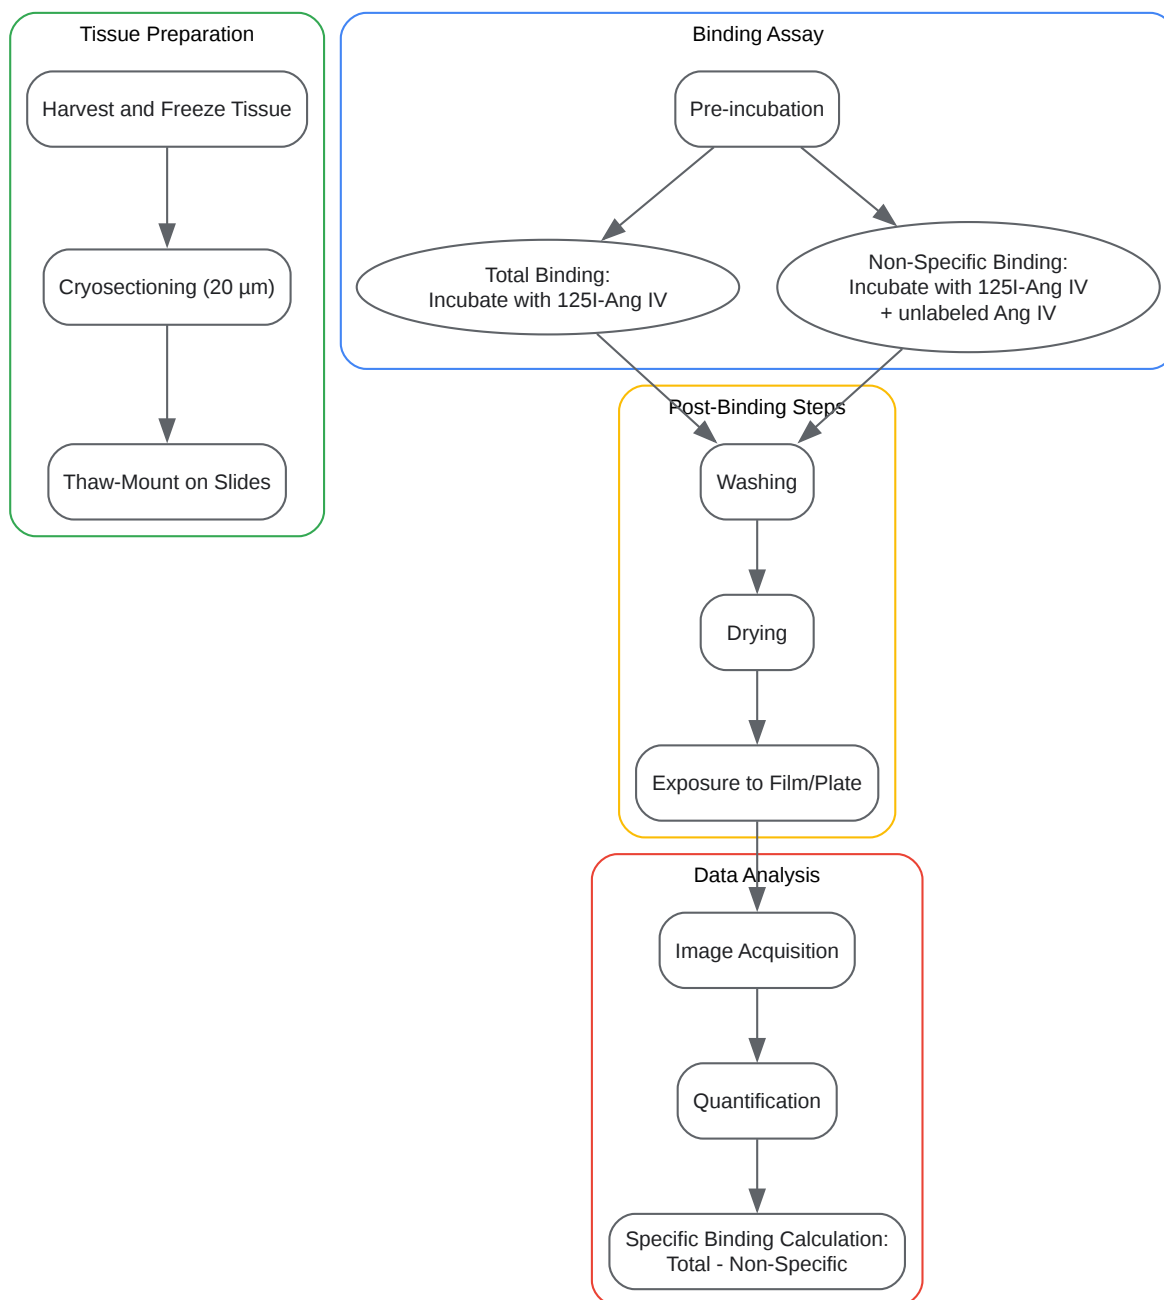 Tissue Preparation
Harvest and Freeze Tissue
Cryosectioning (20 µm)
Thaw-Mount on Slides
Binding Assay
Pre-incubation
Total Binding:
Incubate with 125I-Ang IV
Non-Specific Binding:
Incubate with 125I-Ang IV
+ unlabeled Ang IV
Post-Binding Steps
Washing
Drying
Exposure to Film/Plate
Data Analysis
Image Acquisition
Quantification
Specific Binding Calculation:
Total - Non-Specific